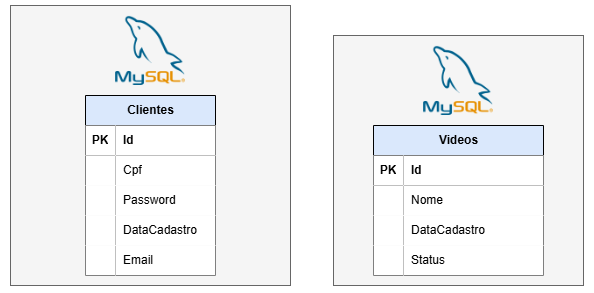 MySQL
Clientes
PK Id
Cpf
Password
DataCadastro
Email
MySQL
Videos
PK Id
Nome
DataCadastro
Status